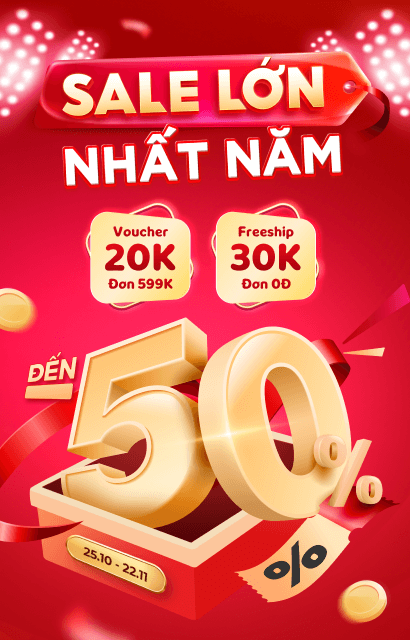 SALE LỚN
NHẤT NĂM
Voucher
20K
Đơn 599K
Freeship
30K
Đơn 0Đ
ĐẾN
50%
25.10 - 22.11
%